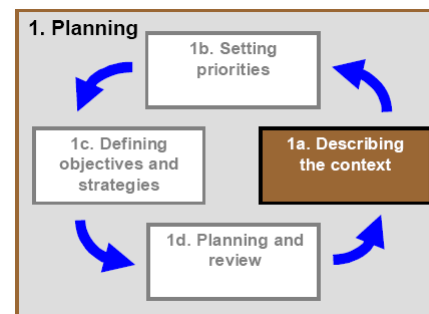 1. Planning
1b. Setting
priorities
1c. Defining
objectives and
strategies
1a. Describing
the context
1d. Planning and
review